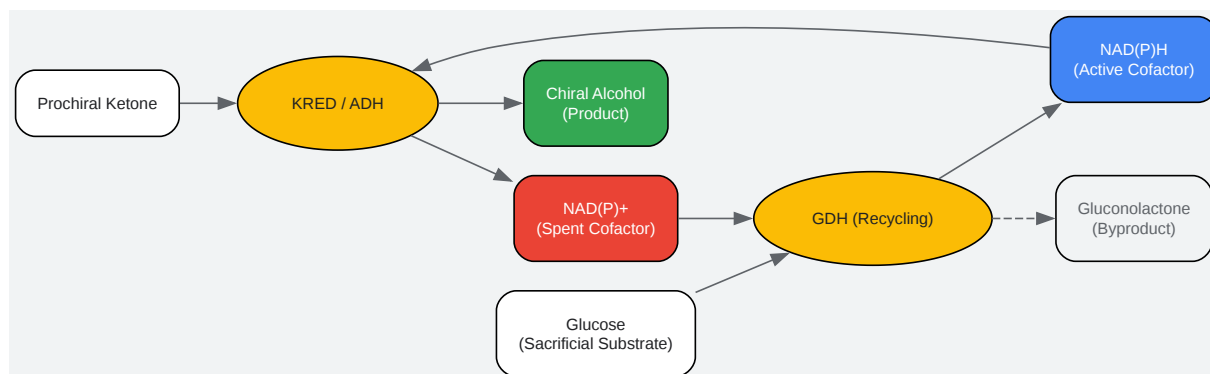 NAD(P)H
(Active Cofactor)
Prochiral Ketone
KRED / ADH
Chiral Alcohol
(Product)
NAD(P)+
(Spent Cofactor)
GDH (Recycling)
Gluconolactone
(Byproduct)
Glucose
(Sacrificial Substrate)